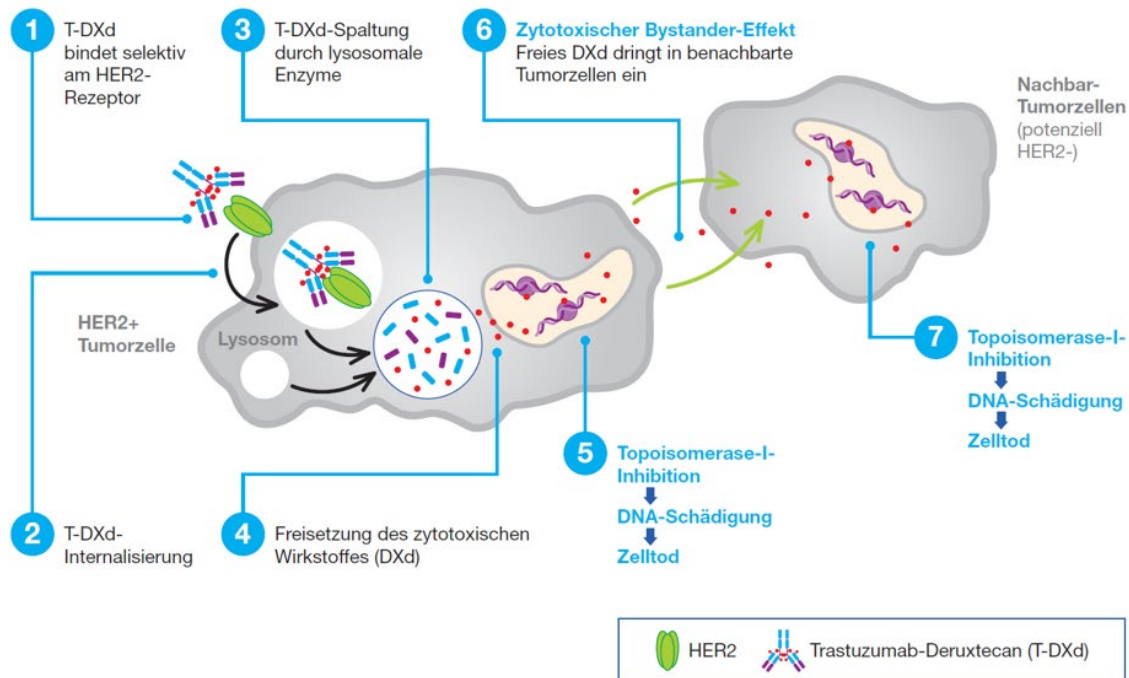 1
T-DXd
bindet selektiv
am HER2-
Rezeptor
3
T-DXd-Spaltung
durch lysosomale
Enzyme
6
Zytotoxischer Bystander-Effekt
Freies DXd dringt in benachbarte
Tumorzellen ein
Nachbar-
Tumorzellen
(potenziell
HER2-)
HER2+
Tumorzelle
Lysosom
7
Topoisomerase-I-
Inhibition
DNA-Schädigung
Zelltod
5
Topoisomerase-I-
Inhibition
DNA-Schädigung
Zelltod
2
T-DXd-
Internalisierung
4
Freisetzung des zytotoxischen
Wirkstoffes (DXd)
HER2
Trastuzumab-Deruxtecan (T-DXd)